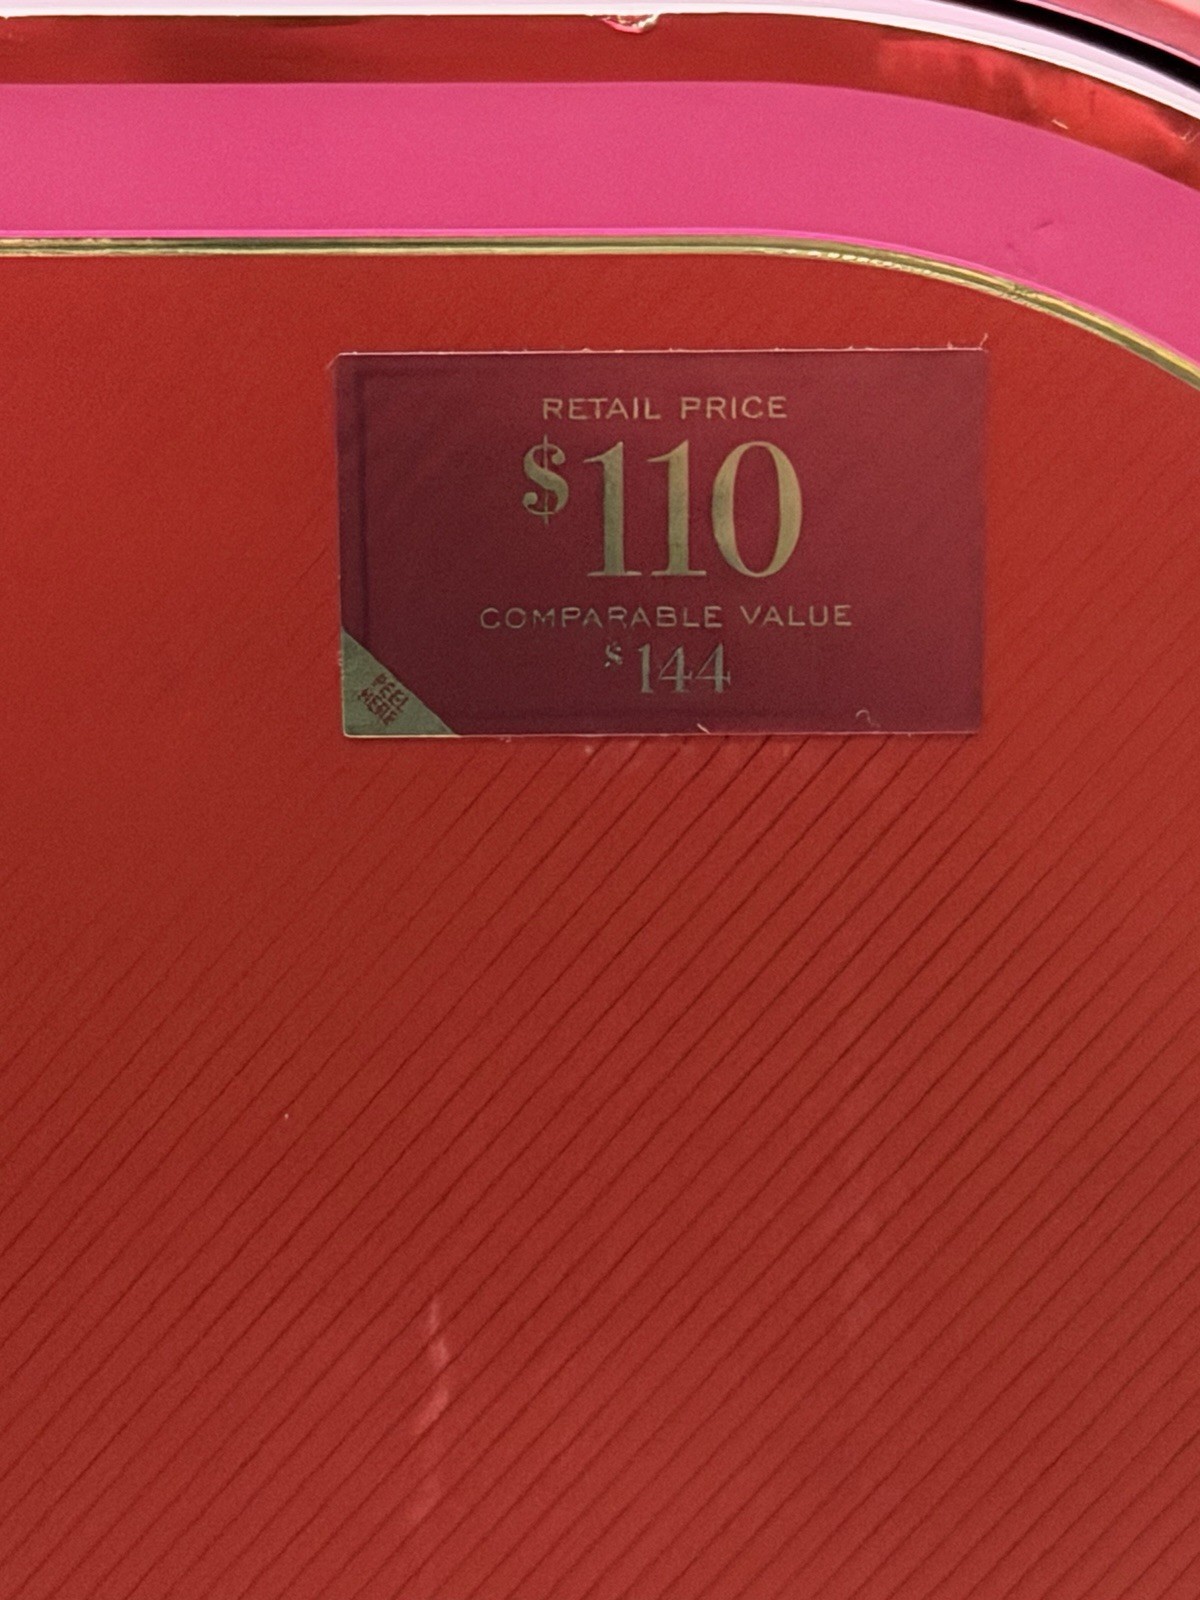 RETAIL PRICE
$110
COMPARABLE VALUE
$144
PEEL
HERE